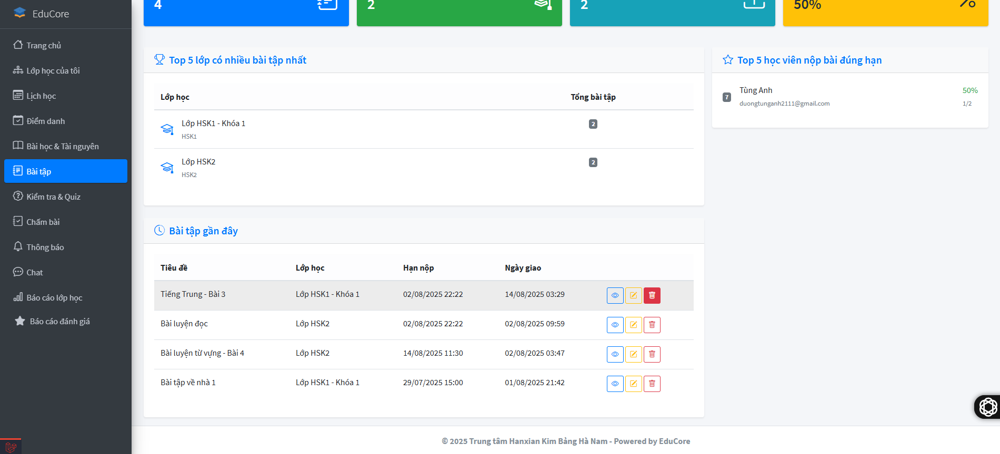 EduCore
Trang chủ
Lớp học của tôi
Lịch học
Điểm danh
Bài học & Tài nguyên
Bài tập
Kiểm tra & Quiz
Chấm bài
Thông báo
Chat
Báo cáo lớp học
Báo cáo đánh giá
4
2
2
50%
Top 5 lớp có nhiều bài tập nhất
Lớp học Tổng bài tập
Lớp HSK1 - Khóa 1 2
HSK1
Lớp HSK2 2
HSK2
Top 5 học viên nộp bài đúng hạn
7 Tùng Anh 50%
duongtunganh2111@gmail.com 1/2
Bài tập gần đây
Tiêu đề Lớp học Hạn nộp Ngày giao
Tiếng Trung - Bài 3 Lớp HSK1 - Khóa 1 02/08/2025 22:22 14/08/2025 03:29
Bài luyện đọc Lớp HSK2 02/08/2025 22:22 02/08/2025 09:59
Bài luyện từ vựng - Bài 4 Lớp HSK2 14/08/2025 11:30 02/08/2025 03:47
Bài tập về nhà 1 Lớp HSK1 - Khóa 1 29/07/2025 15:00 01/08/2025 21:42
© 2025 Trung tâm Hanxian Kim Bảng Hà Nam - Powered by EduCore